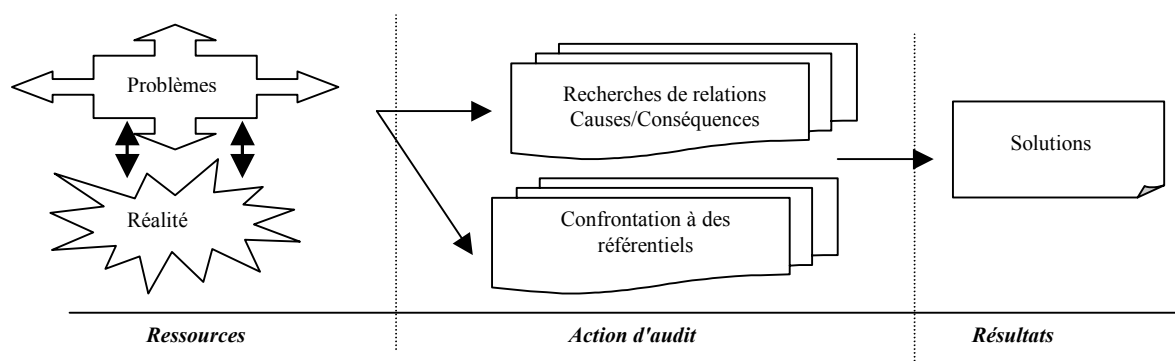 Problèmes
Réalité
Recherches de relations
Causes/Conséquences
Confrontation à des
référentiels
Solutions
Ressources
Action d'audit
Résultats